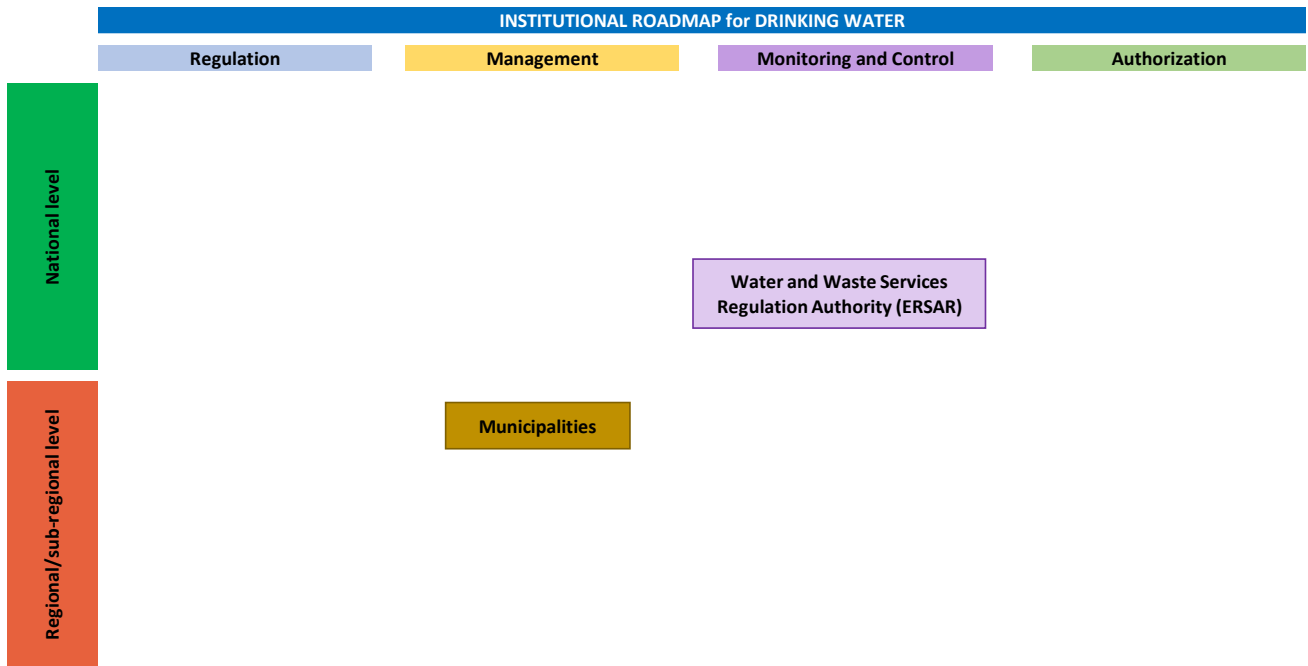 INSTITUTIONAL ROADMAP for DRINKING WATER
Regulation
Management
Monitoring and Control
Authorization
National level
Water and Waste Services
Regulation Authority (ERSAR)
Regional/sub-regional level
Municipalities